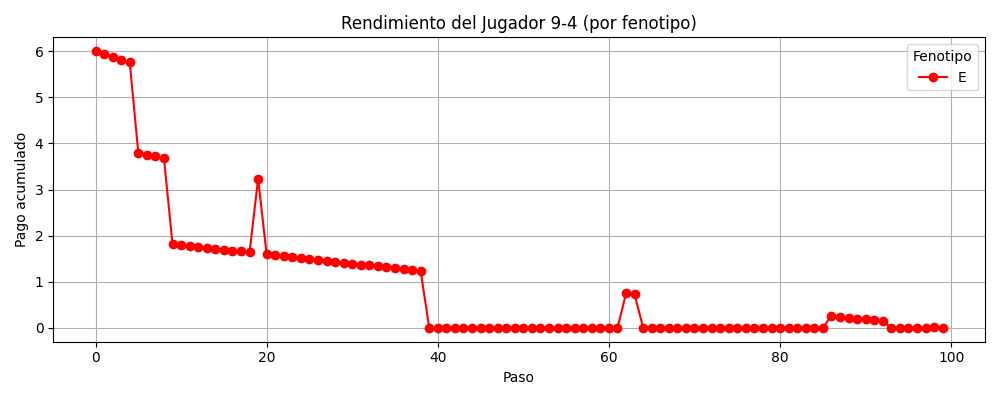 Rendimiento del Jugador 9-4 (por fenotipo)
Fenotipo
E
Pago acumulado
6
5
4
3
2
1
0
0 20 40 60 80 100
Paso